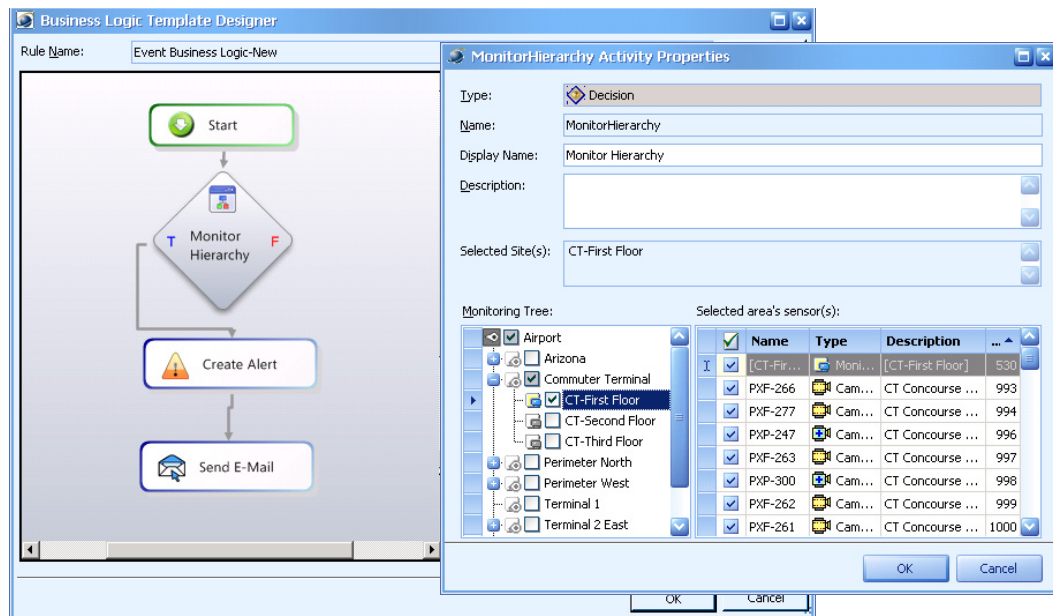 Business Logic Template Designer
Rule Name: Event Business Logic-New
Start
T Monitor Hierarchy F
Create Alert
Send E-Mail
OK Cancel
MonitorHierarchy Activity Properties
Type: Decision
Name: MonitorHierarchy
Display Name: Monitor Hierarchy
Description:
Selected Site(s): CT-First Floor
Monitoring Tree: Selected area's sensor(s):
Airport
Arizona
Commuter Terminal
CT-First Floor
CT-Second Floor
CT-Third Floor
Perimeter North
Perimeter West
Terminal 1
Terminal 2 East
Name Type Description ...
[CT-Fir... Moni... [CT-First Floor] 530
PXF-266 Cam... CT Concourse ... 993
PXF-277 Cam... CT Concourse ... 994
PXP-247 Cam... CT Concourse ... 996
PXF-263 Cam... CT Concourse ... 997
PXP-300 Cam... CT Concourse ... 998
PXF-262 Cam... CT Concourse ... 999
PXF-261 Cam... CT Concourse ... 1000
OK Cancel